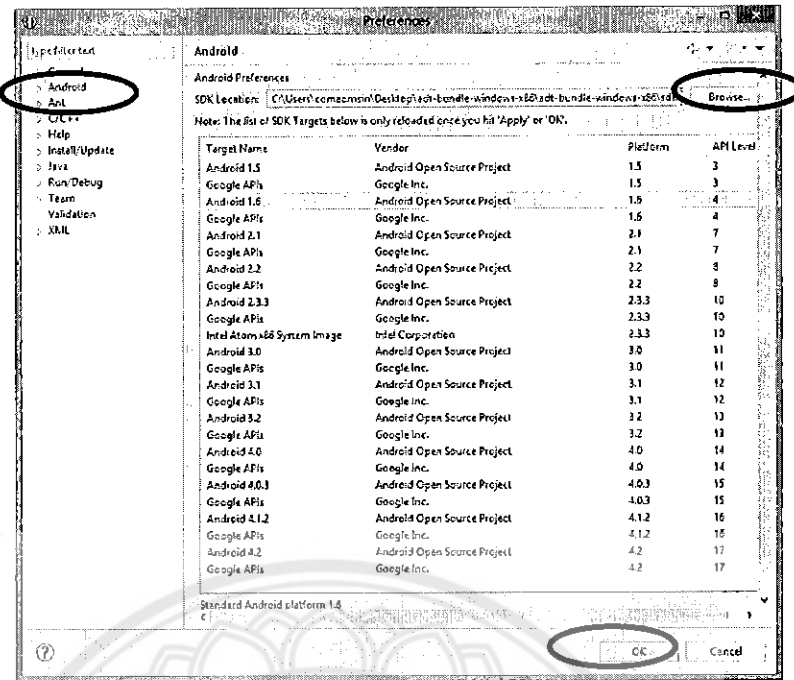 Preferences
type filter text
Android
General
Android
Ant
C/C++
Help
Install/Update
Java
Run/Debug
Team
Validation
XML
Android Preferences
SDK Location: Browse...
Note: The list of SDK Targets below is only reloaded once you hit 'Apply' or 'OK'.
Target Name Vendor Platform API Level
Android 1.5 Android Open Source Project 1.5 3
Google APIs Google Inc. 1.5 3
Android 1.6 Android Open Source Project 1.6 4
Google APIs Google Inc. 1.6 4
Android 2.1 Android Open Source Project 2.1 7
Google APIs Google Inc. 2.1 7
Android 2.2 Android Open Source Project 2.2 8
Google APIs Google Inc. 2.2 8
Android 2.3.3 Android Open Source Project 2.3.3 10
Google APIs Google Inc. 2.3.3 10
Intel Atom x86 System Image Intel Corporation 2.3.3 10
Android 3.0 Android Open Source Project 3.0 11
Google APIs Google Inc. 3.0 11
Android 3.1 Android Open Source Project 3.1 12
Google APIs Google Inc. 3.1 12
Android 3.2 Android Open Source Project 3.2 13
Google APIs Google Inc. 3.2 13
Android 4.0 Android Open Source Project 4.0 14
Google APIs Google Inc. 4.0 14
Android 4.0.3 Android Open Source Project 4.0.3 15
Google APIs Google Inc. 4.0.3 15
Android 4.1.2 Android Open Source Project 4.1.2 16
Google APIs Google Inc. 4.1.2 16
Android 4.2 Android Open Source Project 4.2 17
Google APIs Google Inc. 4.2 17
Standard Android platform 1.6
OK Cancel